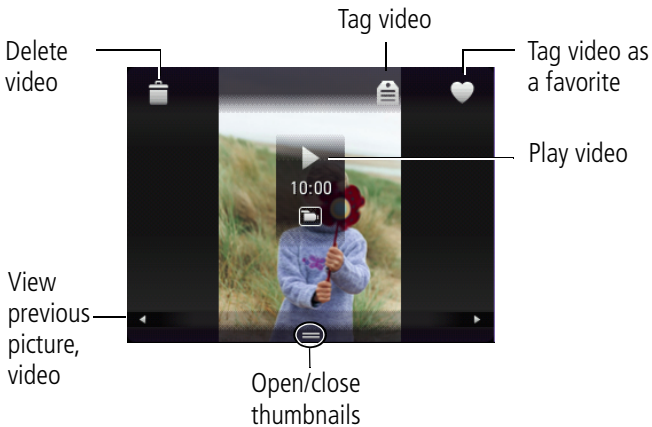 Tag video
Delete
video
Tag video as
a favorite
Play video
10:00
View
previous
picture,
video
Open/close
thumbnails